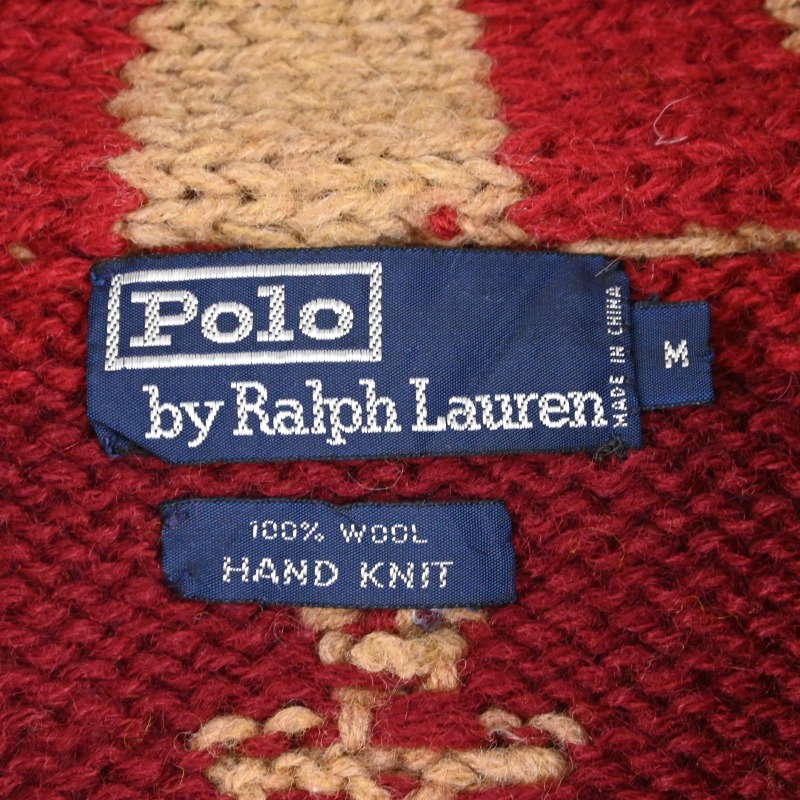 Polo
by Ralph Lauren
MADE IN CHINA
M
100% WOOL
HAND KNIT